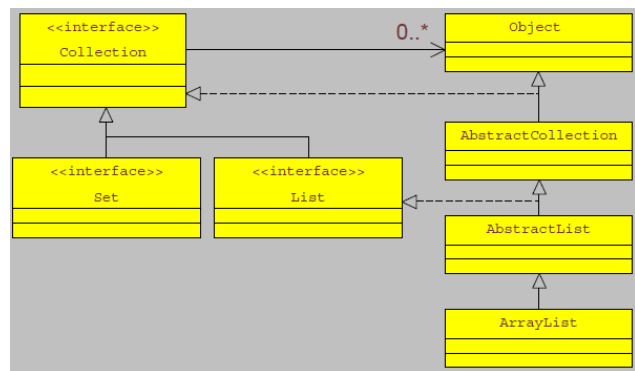 <<interface>>
Collection
0..*
Object
AbstractCollection
<<interface>>
Set
<<interface>>
List
AbstractList
ArrayList